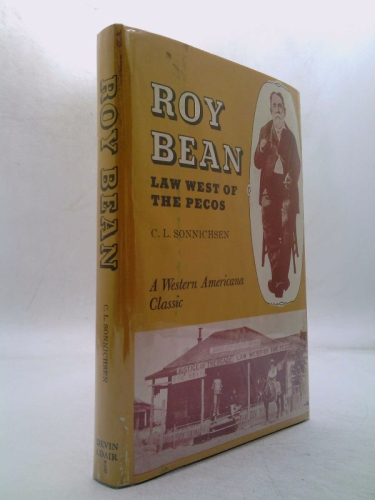 ROY BEAN
C. L. SONNICHSEN
DEVIN
ADAIR
ROY
BEAN
LAW WEST OF
THE PECOS
C. L. SONNICHSEN
A Western Americana
Classic